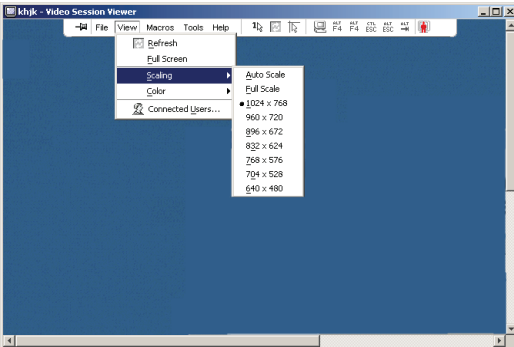 khjk - Video Session Viewer
File View Macros Tools Help 1 ALT F4 ALT F4 CTL ESC ALT ESC ALT
Refresh
Full Screen
Scaling
Color
Connected Users...
Auto Scale
Full Scale
1024 x 768
960 x 720
896 x 672
832 x 624
768 x 576
704 x 528
640 x 480